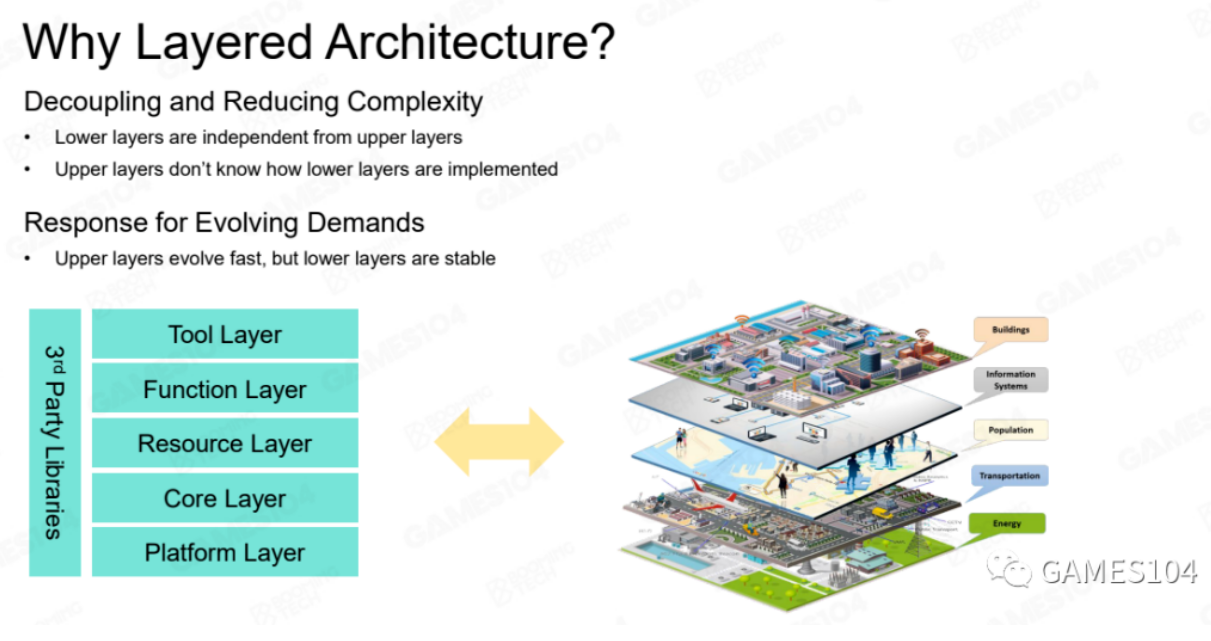 Why Layered Architecture?
Decoupling and Reducing Complexity
• Lower layers are independent from upper layers
• Upper layers don't know how lower layers are implemented
Response for Evolving Demands
• Upper layers evolve fast, but lower layers are stable
3rd Party Libraries
Tool Layer
Function Layer
Resource Layer
Core Layer
Platform Layer
Buildings
Information
Systems
Population
Transportation
Energy
GAMES104
BOOMING
TECH